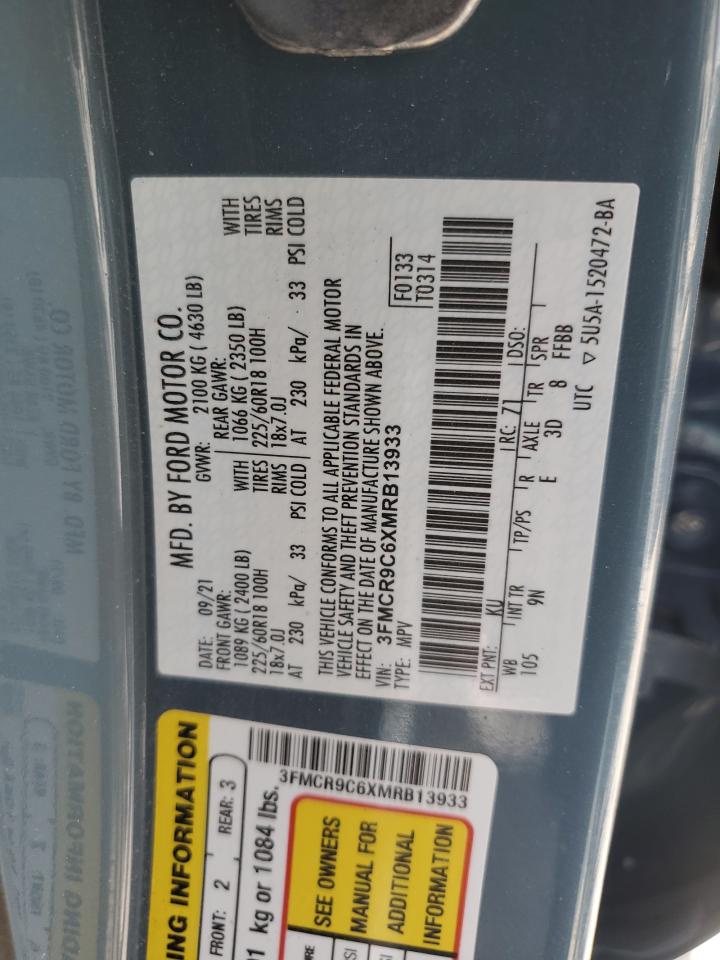 MFD. BY FORD MOTOR CO.
DATE: 09/21 GVWR: 2100 KG ( 4630 LB)
FRONT GAWR: REAR GAWR:
1089 KG ( 2400 LB) WITH 1066 KG ( 2350 LB) WITH
225/60R18 100H TIRES 225/60R18 100H TIRES
18x7.0J RIMS 18x7.0J RIMS
AT 230 kPa/ 33 PSI COLD AT 230 kPa/ 33 PSI COLD
THIS VEHICLE CONFORMS TO ALL APPLICABLE FEDERAL MOTOR
VEHICLE SAFETY AND THEFT PREVENTION STANDARDS IN
EFFECT ON THE DATE OF MANUFACTURE SHOWN ABOVE.
VIN: 3FMCR9C6XMRB13933 F0133
TYPE: MPV T0314
EXT PNT: KU RC: 71 DSO:
WB INT TR TP/PS R AXLE TR SPR
105 9N E 3D 8 FFBB
UTC ▽ 5U5A-1520472-BA
ING INFORMATION
FRONT: 2 REAR: 3
kg or 1084 lbs.
3FMCR9C6XMRB13933
SEE OWNERS
MANUAL FOR
ADDITIONAL
INFORMATION